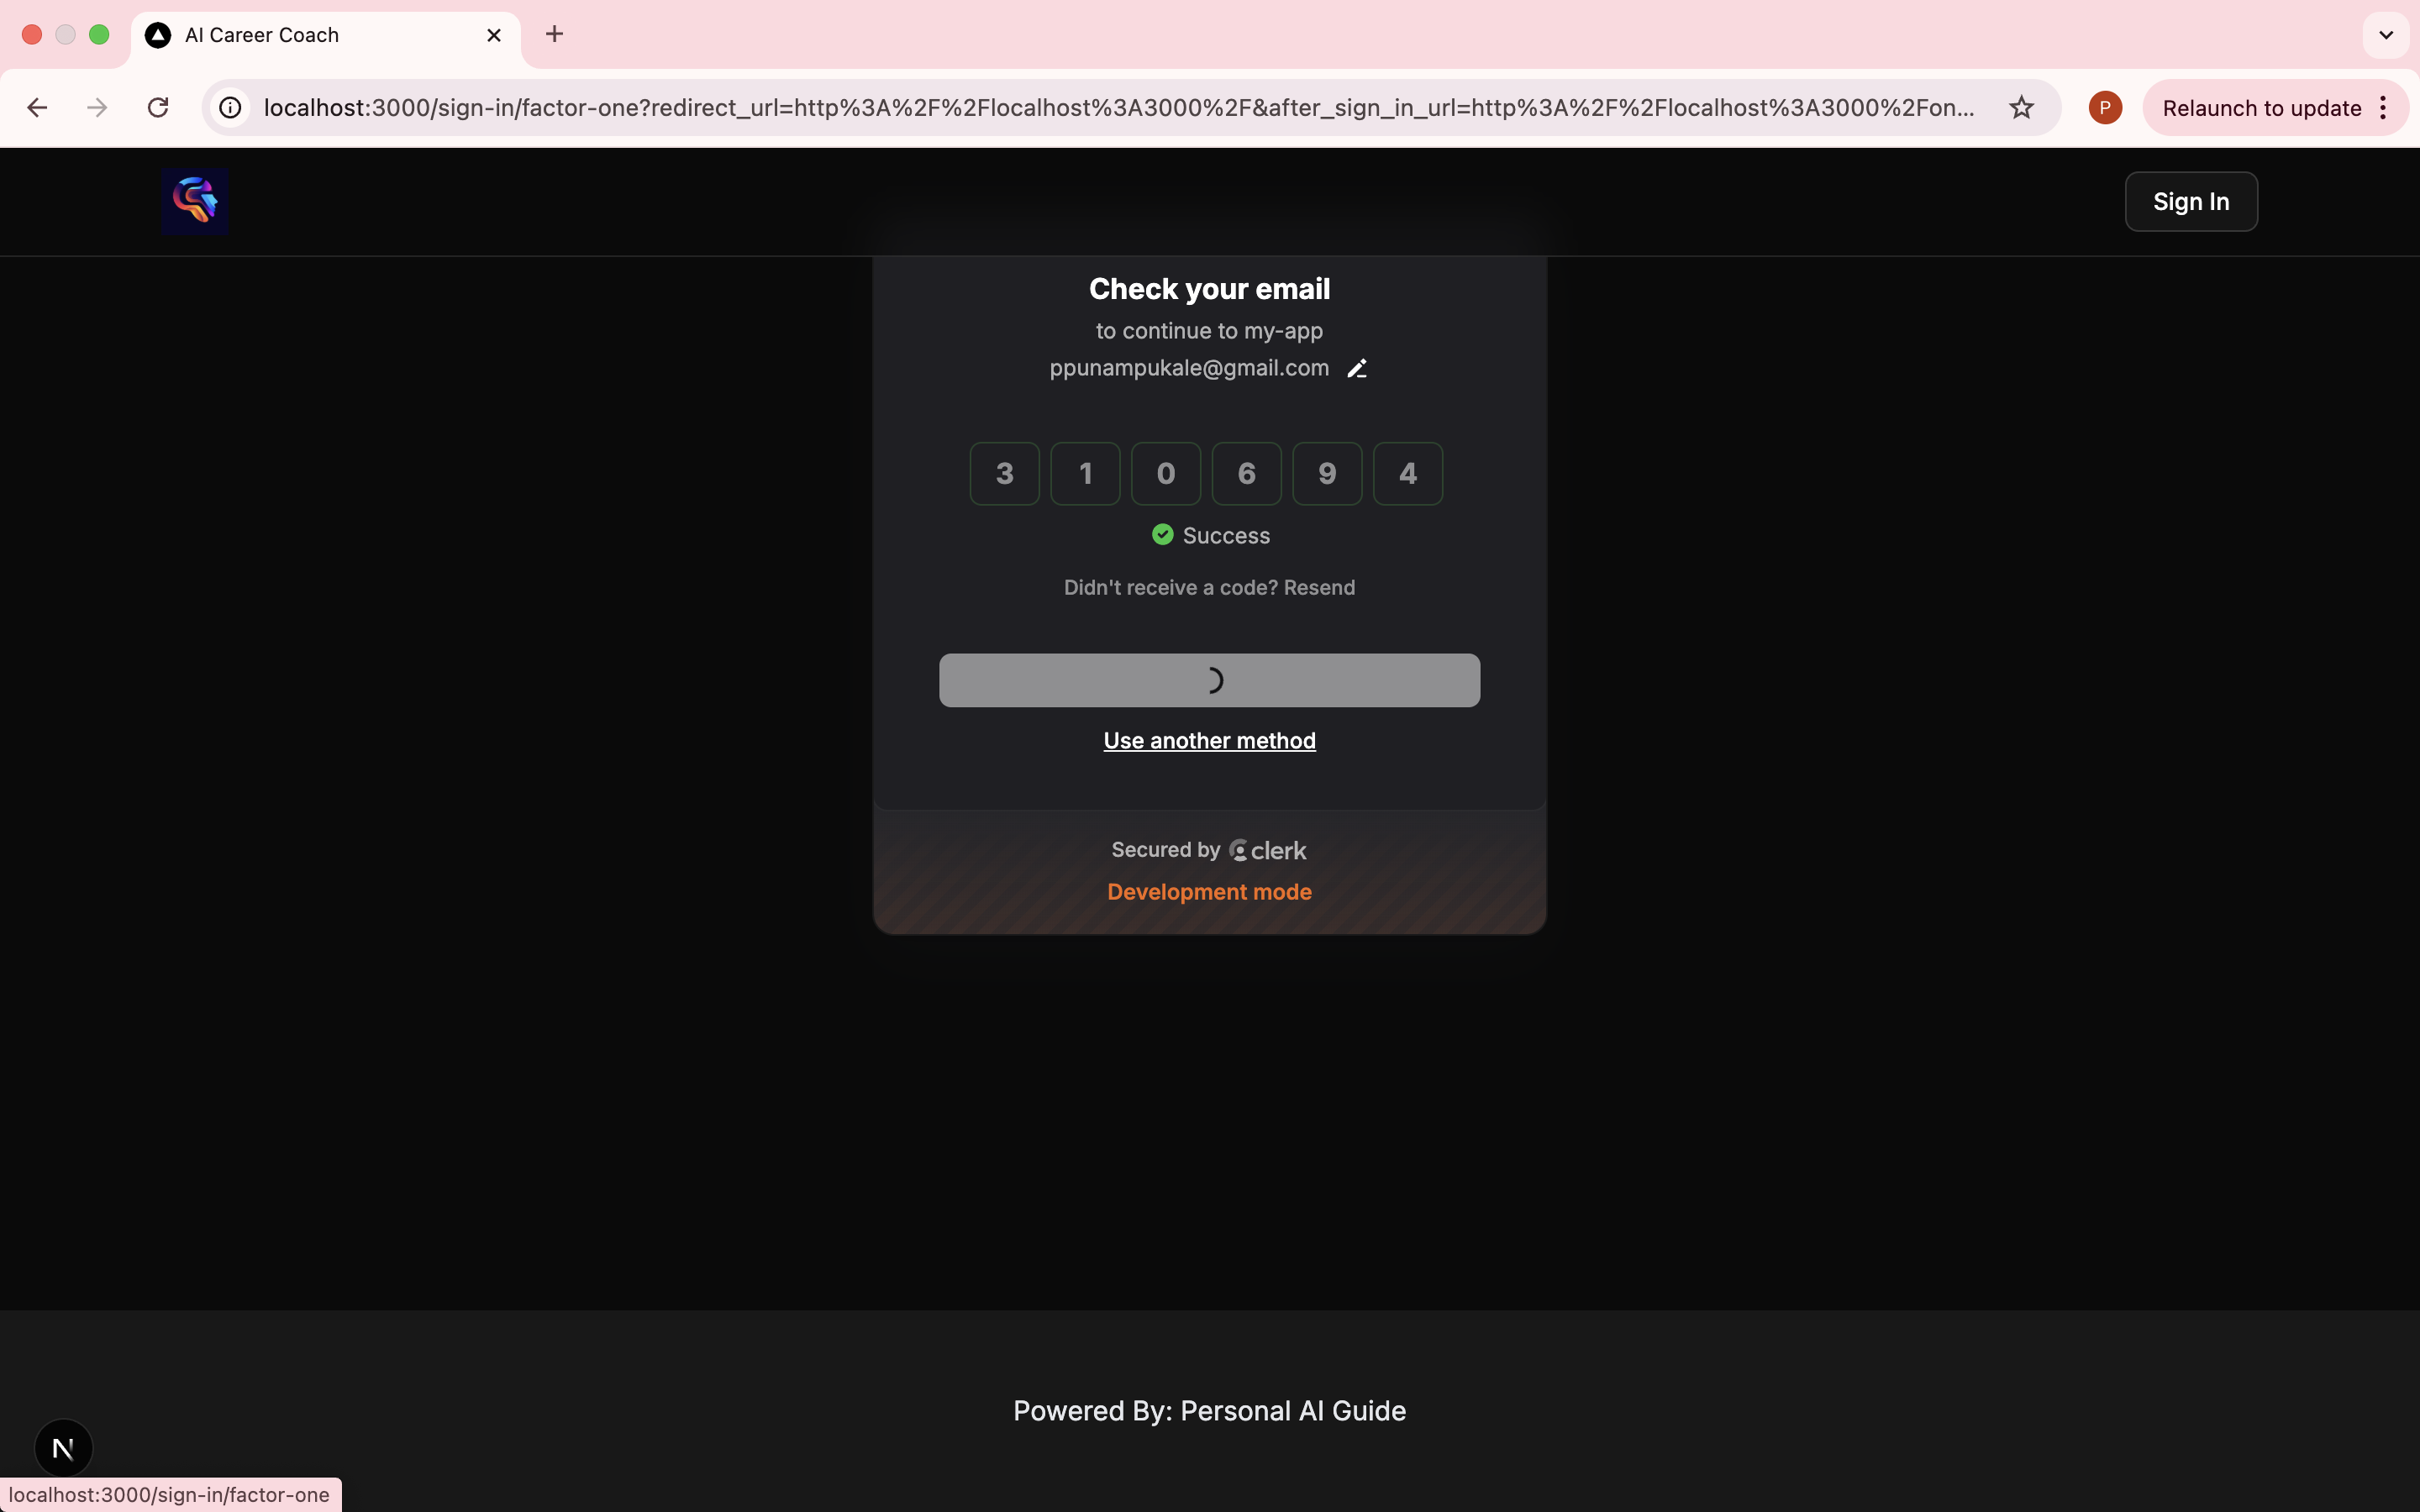 AI Career Coach
localhost:3000/sign-in/factor-one?redirect_url=http%3A%2F%2Flocalhost%3A3000%2F&after_sign_in_url=http%3A%2F%2Flocalhost%3A3000%2Fon...
P
Relaunch to update
Sign In
Check your email
to continue to my-app
ppunampukale@gmail.com
3 1 0 6 9 4
Success
Didn't receive a code? Resend
Use another method
Secured by clerk
Development mode
Powered By: Personal AI Guide
N
localhost:3000/sign-in/factor-one